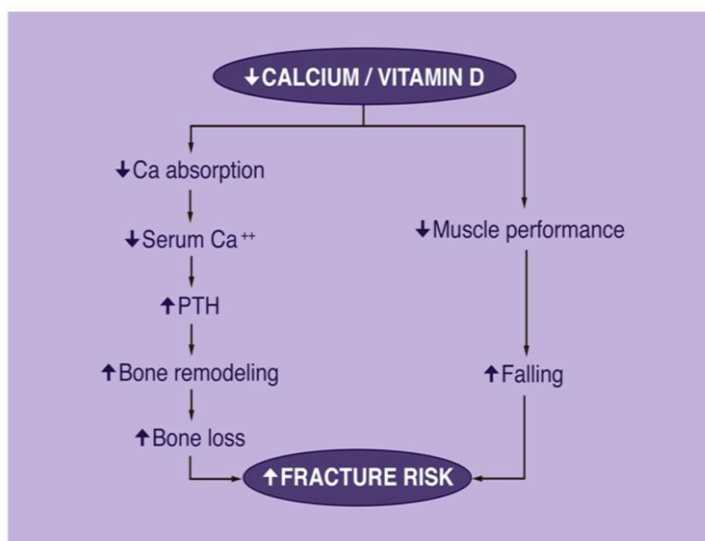 ↓CALCIUM / VITAMIN D
↓Ca absorption
↓Serum Ca⁺⁺
↑PTH
↑Bone remodeling
↑Bone loss
↓Muscle performance
↑Falling
↑FRACTURE RISK